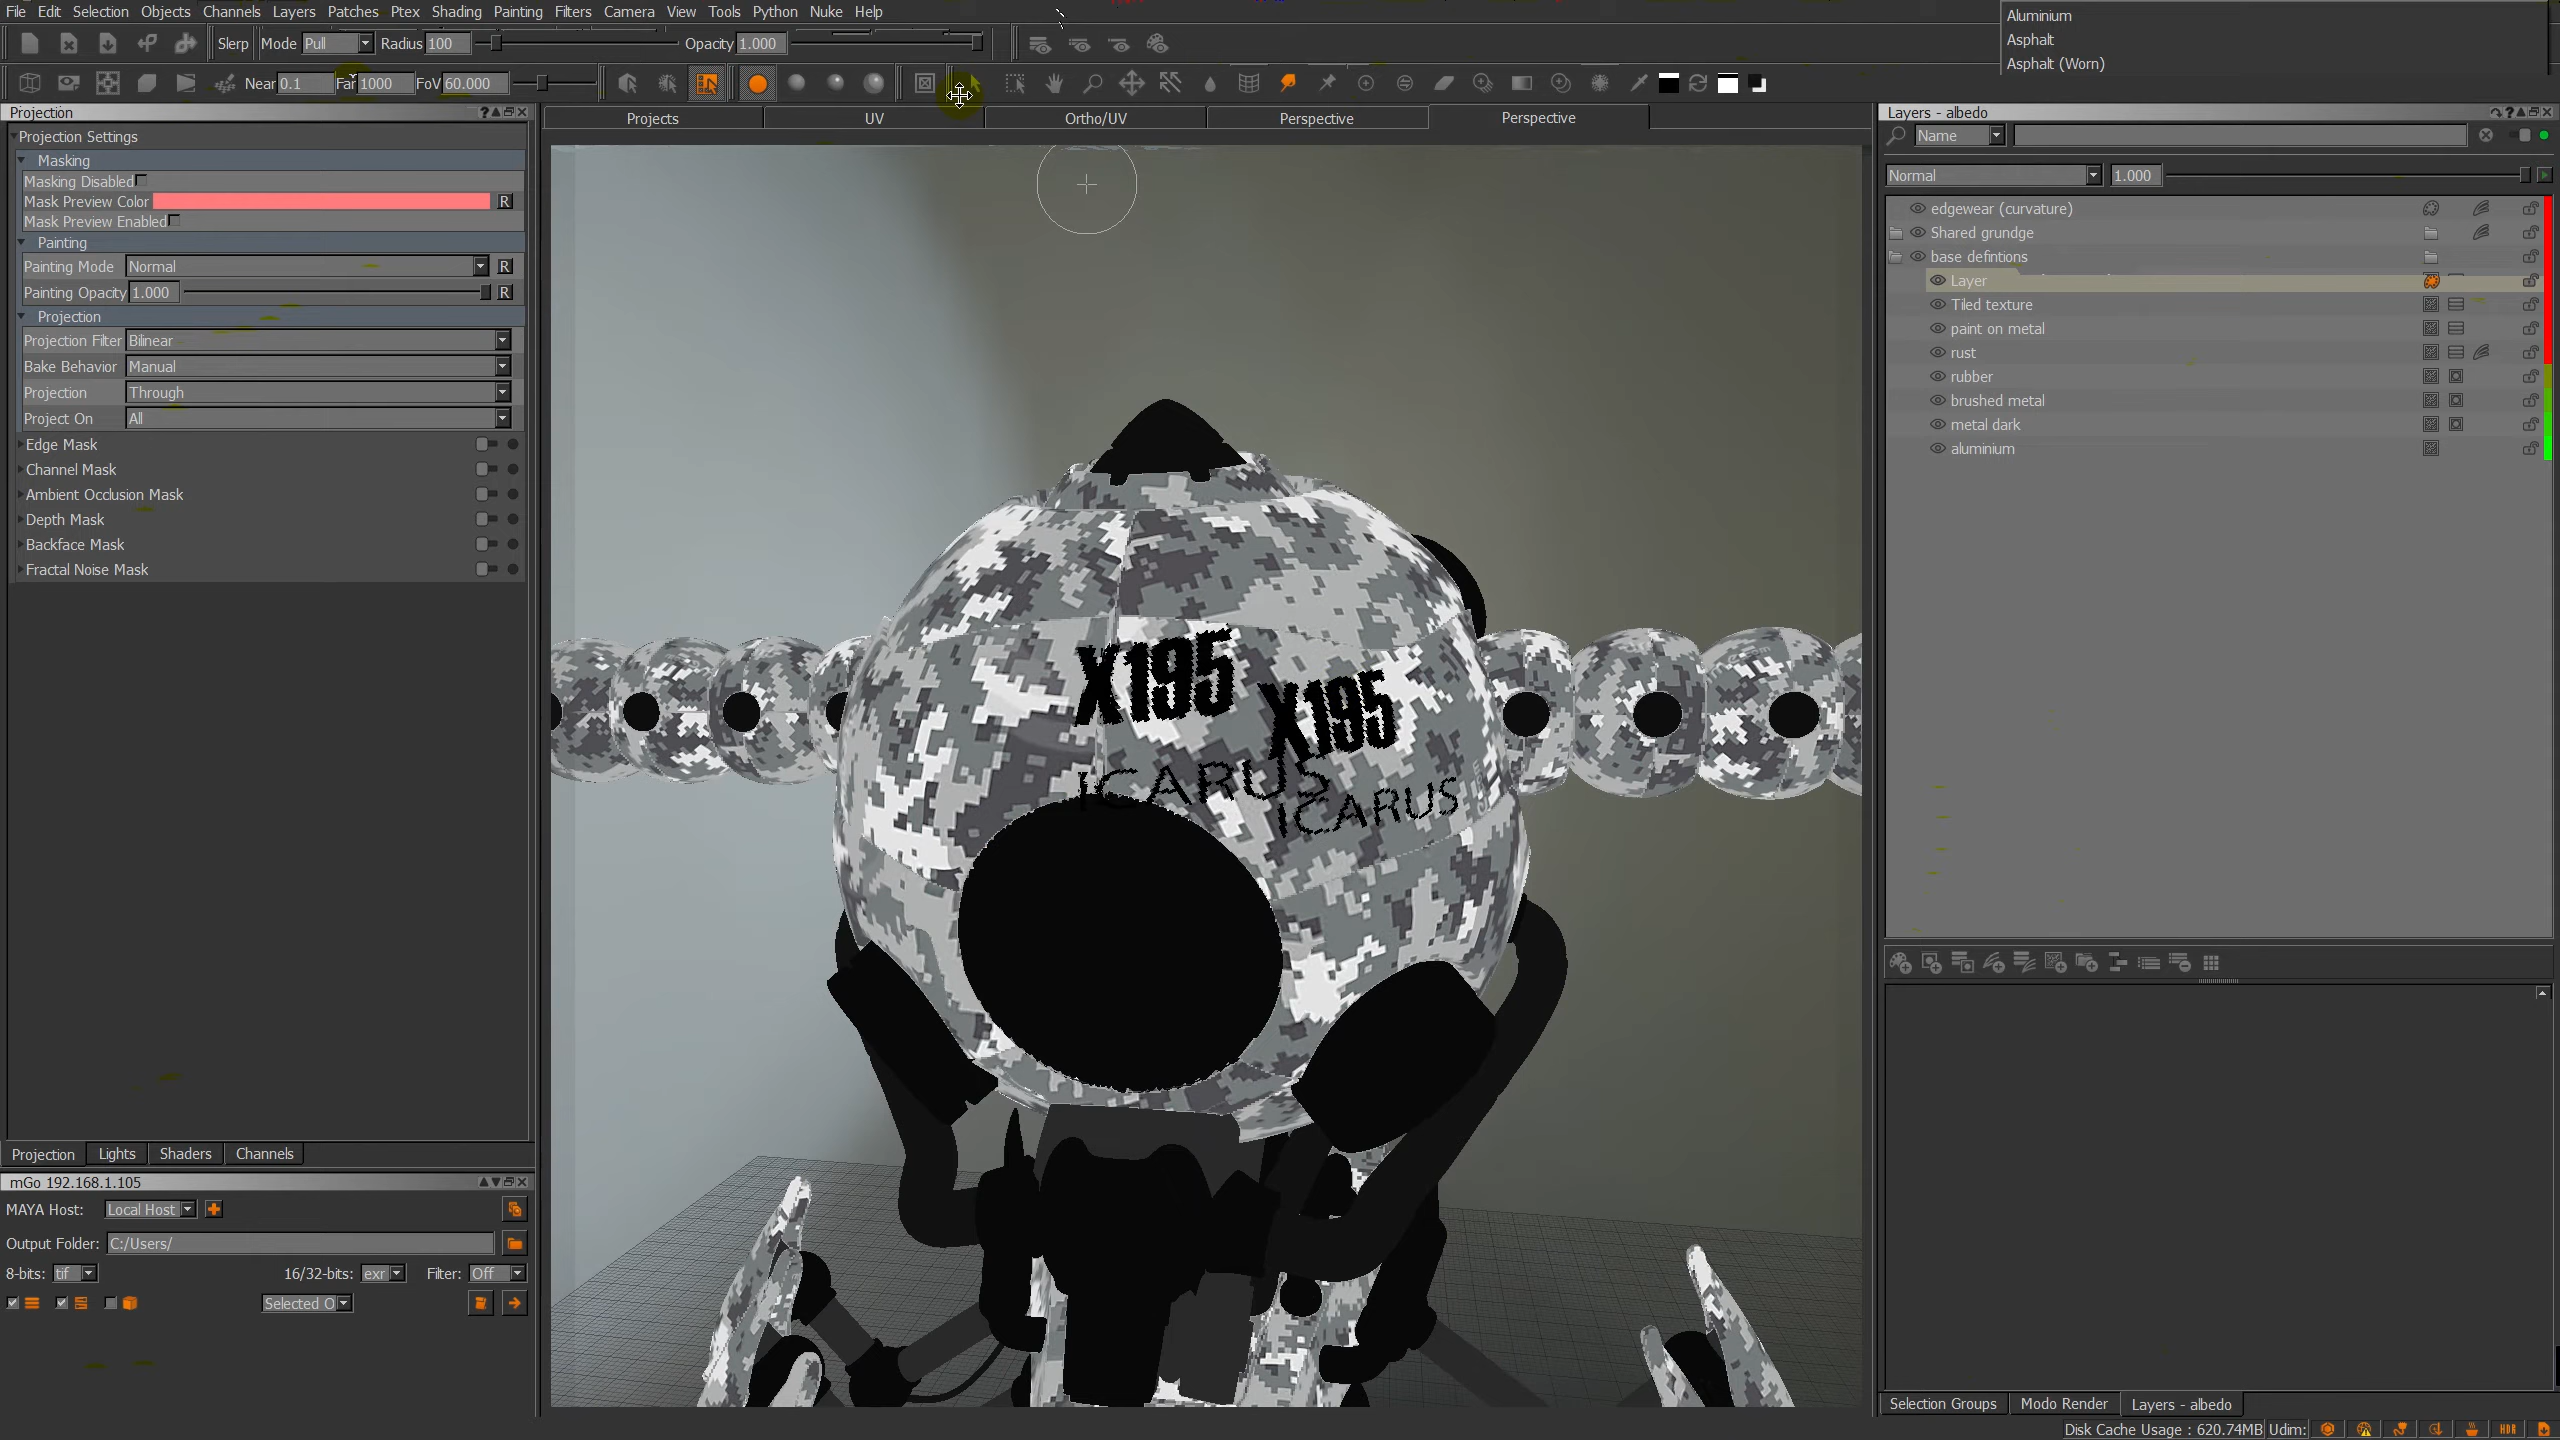 File Edit Selection Objects Channels Layers Patches Ptex Shading Painting Filters Camera View Tools Python Nuke Help
Aluminium
Asphalt
Asphalt (Worn)
Slerp Mode Pull Radius 100 Opacity 1.000
Near 0.1 Far 1000 FoV 60.000
Projection
Projection Settings
Masking
Masking Disabled
Mask Preview Color R
Mask Preview Enabled
Painting
Painting Mode Normal R
Painting Opacity 1.000 R
Projection
Projection Filter Bilinear
Bake Behavior Manual
Projection Through
Project On All
Edge Mask
Channel Mask
Ambient Occlusion Mask
Depth Mask
Backface Mask
Fractal Noise Mask
Projection Lights Shaders Channels
mGo 192.168.1.105
MAYA Host: Local Host
Output Folder: C:/Users/
8-bits: tif 16/32-bits: exr Filter: Off
Selected O
Projects UV Ortho/UV Perspective Perspective
X195
X195
ICARUS
ICARUS
Layers - albedo
Name
Normal 1.000
edgewear (curvature)
Shared grundge
base defintions
Layer
Tiled texture
paint on metal
rust
rubber
brushed metal
metal dark
aluminium
Selection Groups Modo Render Layers - albedo
Disk Cache Usage : 620.74MB Udim:
HDR